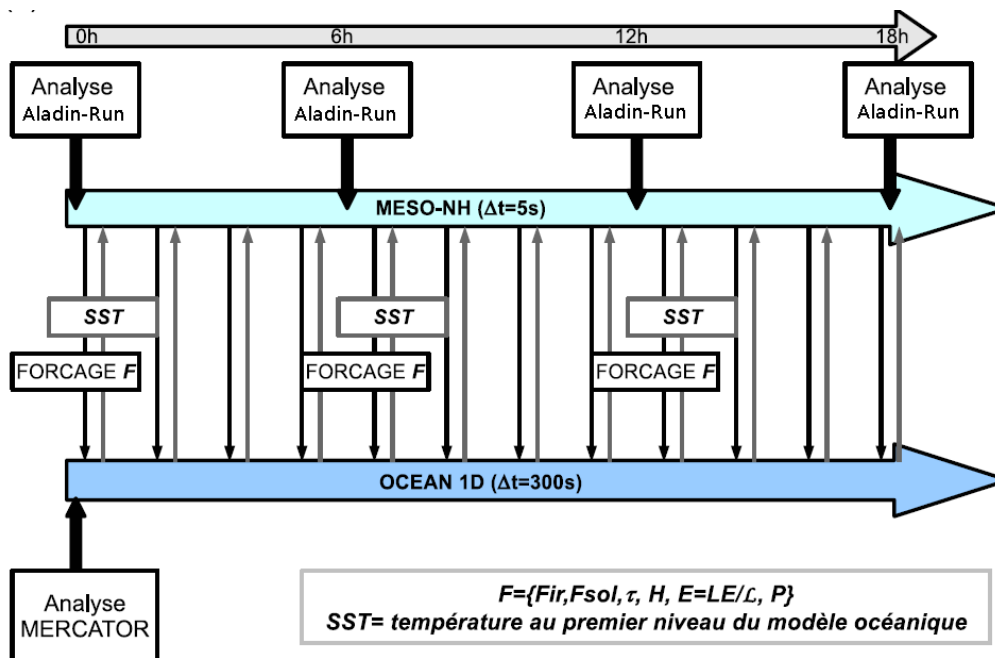 0h 6h 12h 18h
Analyse
Aladin-Run
Analyse
Aladin-Run
Analyse
Aladin-Run
Analyse
Aladin-Run
MESO-NH (Δt=5s)
SST
SST
SST
FORCAGE F
FORCAGE F
FORCAGE F
OCEAN 1D (Δt=300s)
Analyse
MERCATOR
F={Fir,Fsol,τ, H, E=LE/ℒ, P}
SST= température au premier niveau du modèle océanique